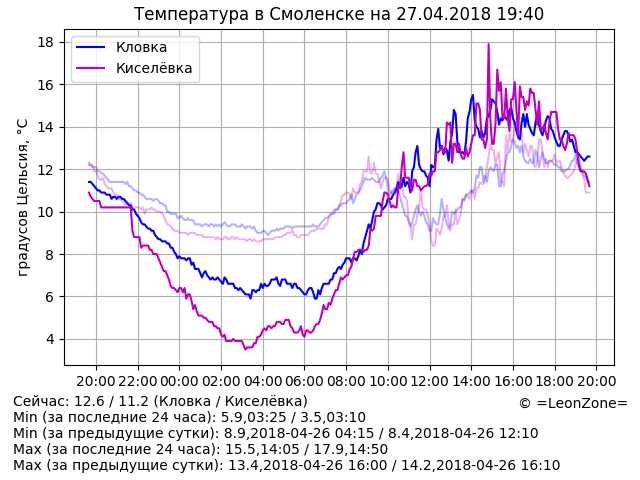 Температура в Смоленске на 27.04.2018 19:40
градусов Цельсия, °C
18
16
14
12
10
8
6
4
Кловка
Киселёвка
20:00 22:00 00:00 02:00 04:00 06:00 08:00 10:00 12:00 14:00 16:00 18:00 20:00
Сейчас: 12.6 / 11.2 (Кловка / Киселёвка)
© =LeonZone=
Min (за последние 24 часа): 5.9,03:25 / 3.5,03:10
Min (за предыдущие сутки): 8.9,2018-04-26 04:15 / 8.4,2018-04-26 12:10
Max (за последние 24 часа): 15.5,14:05 / 17.9,14:50
Max (за предыдущие сутки): 13.4,2018-04-26 16:00 / 14.2,2018-04-26 16:10